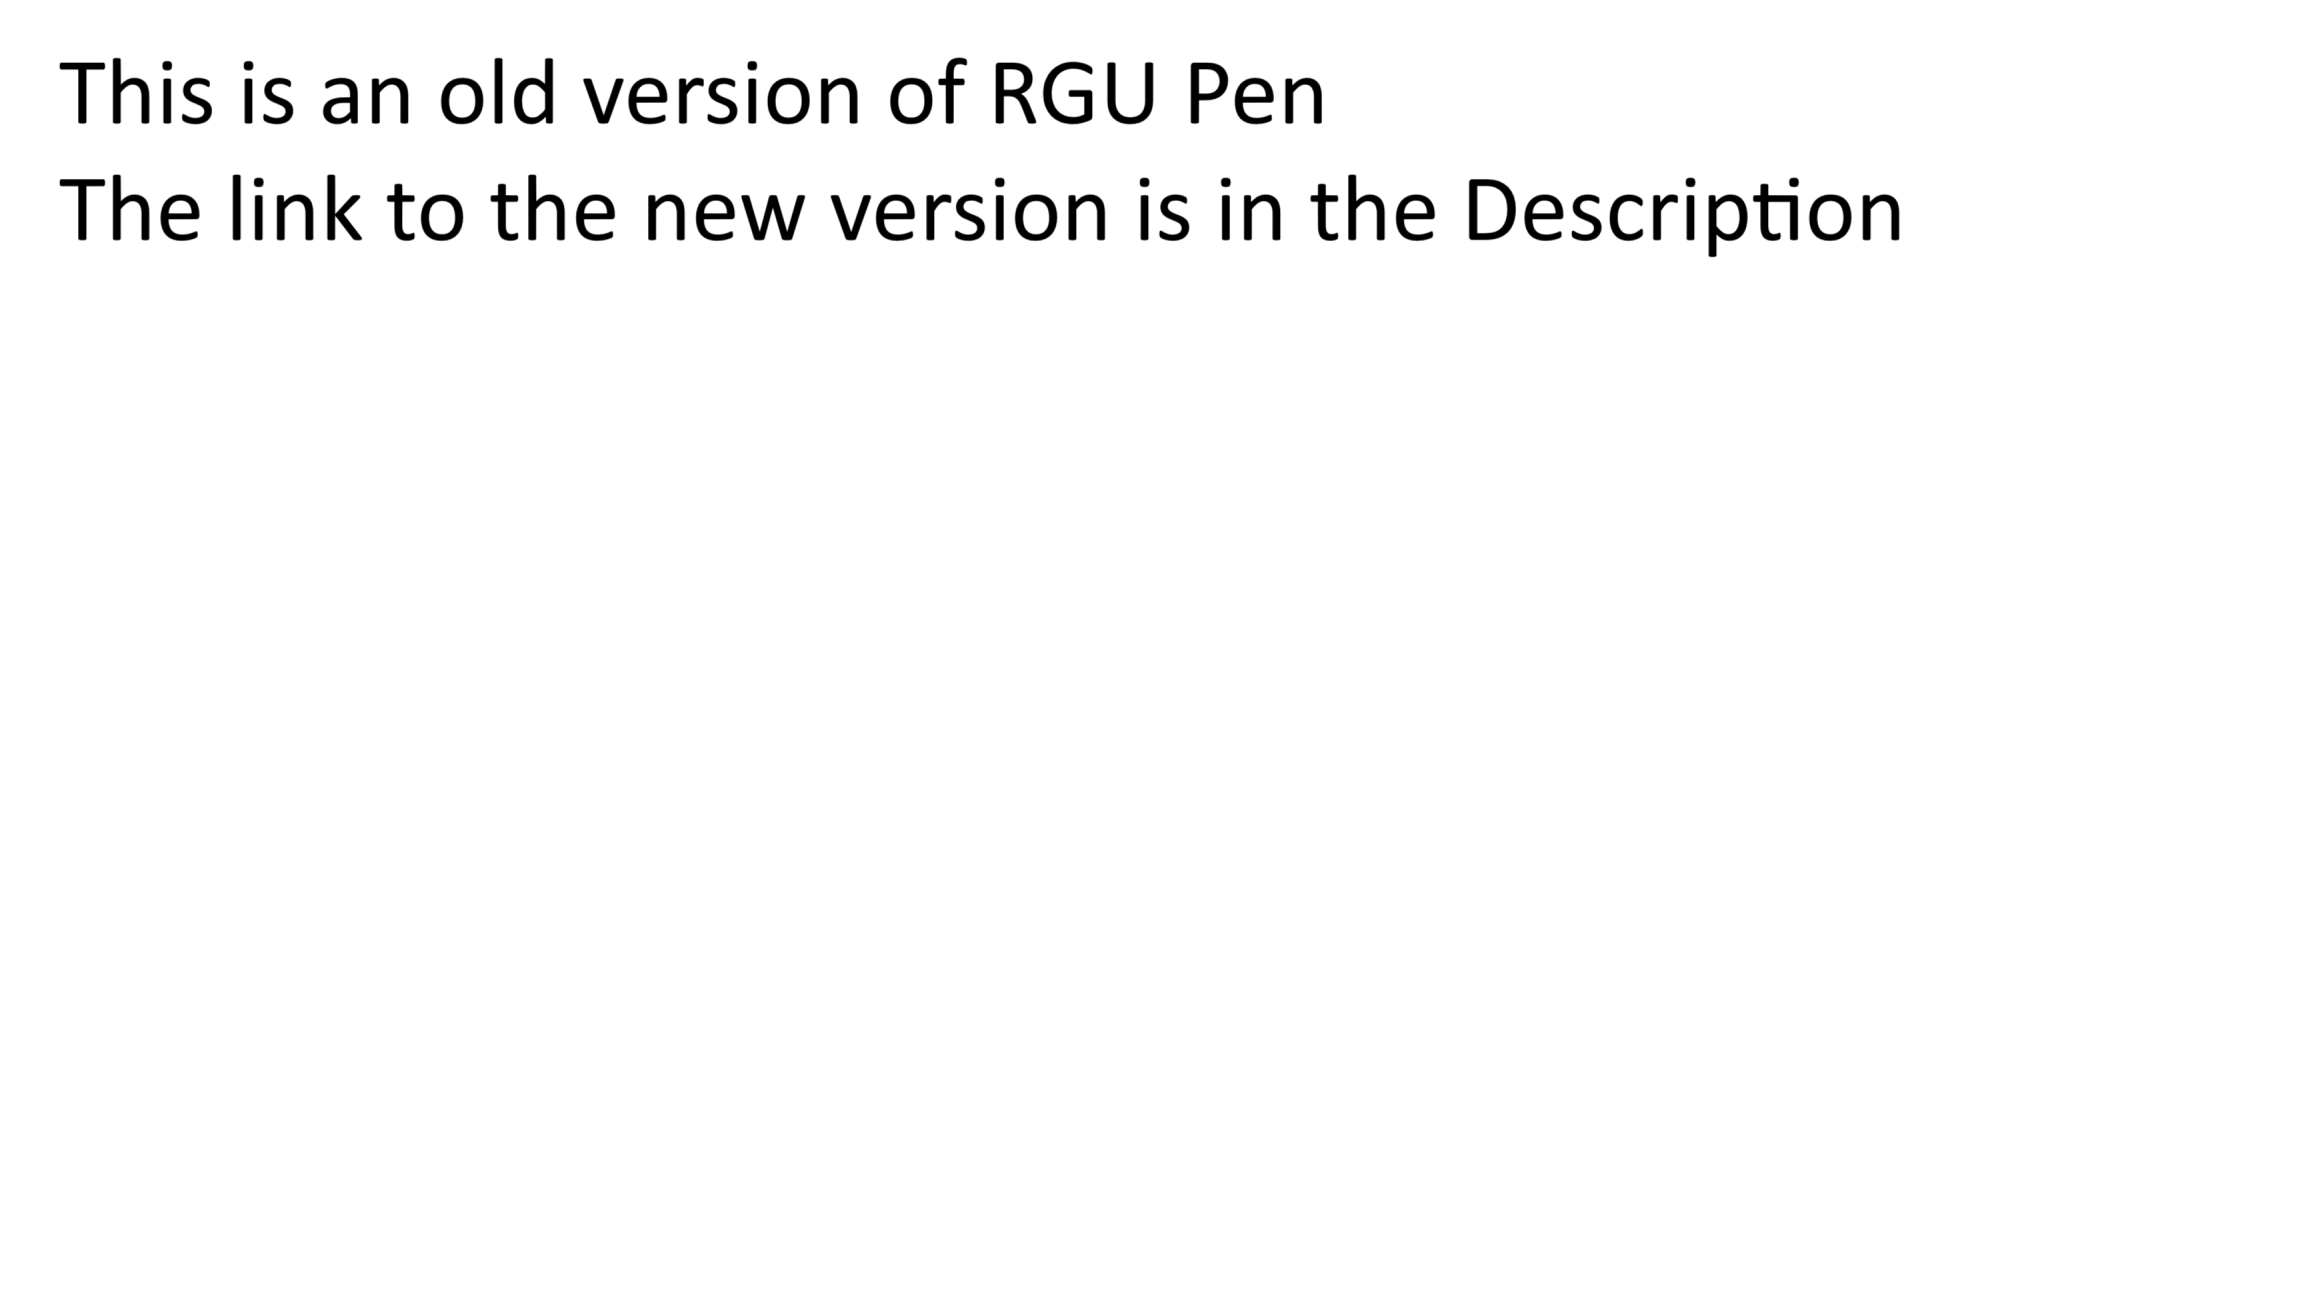 This is an old version of RGU Pen
The link to the new version is in the Description